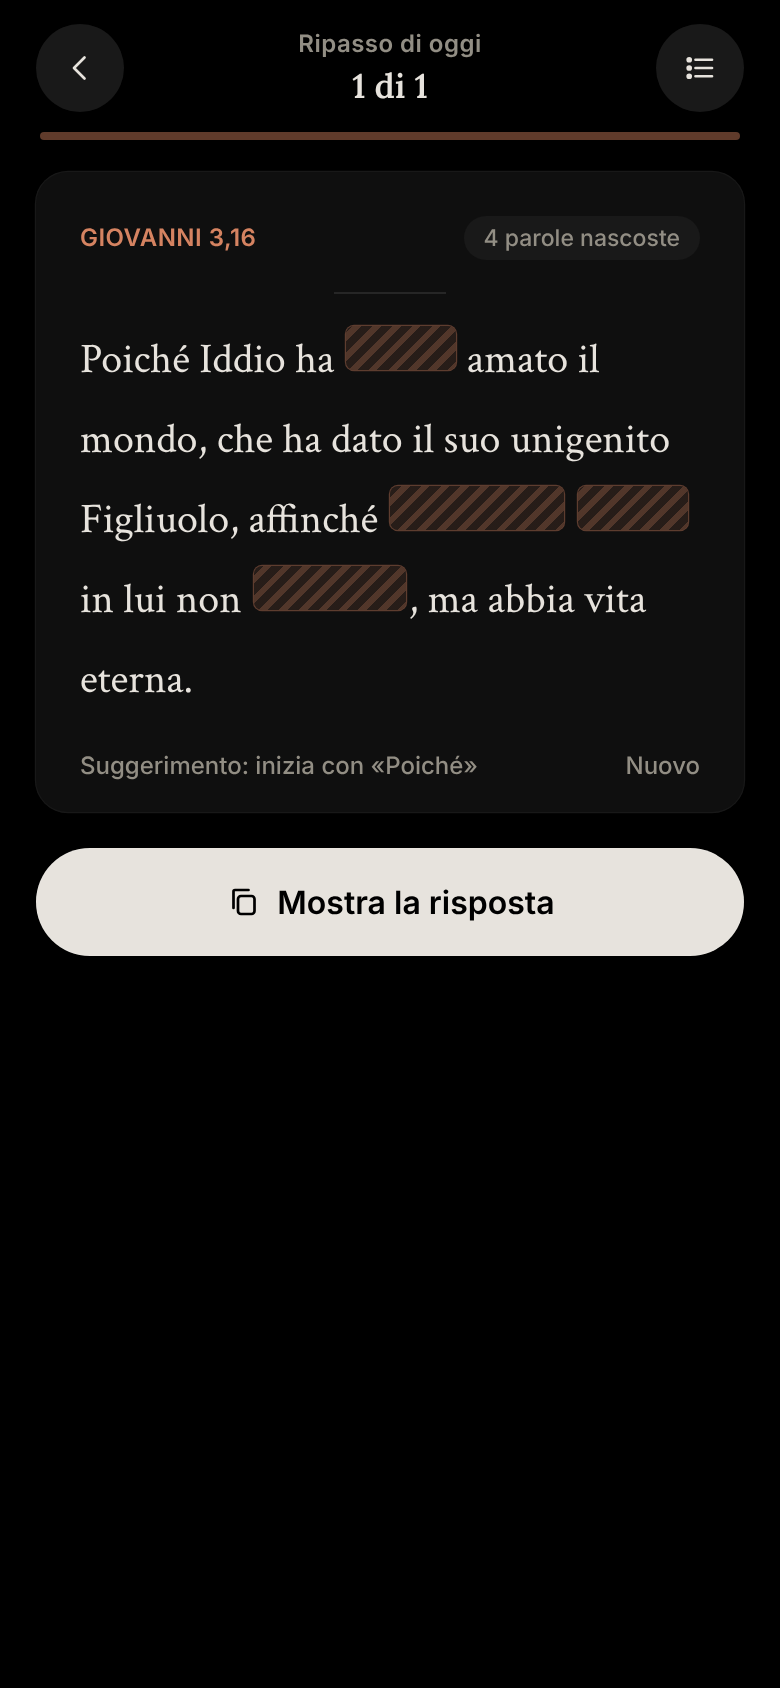 Ripasso di oggi
1 di 1
GIOVANNI 3,16
4 parole nascoste
Poiché Iddio ha amato il
mondo, che ha dato il suo unigenito
Figliuolo, affinché
in lui non , ma abbia vita
eterna.
Suggerimento: inizia con «Poiché»
Nuovo
Mostra la risposta